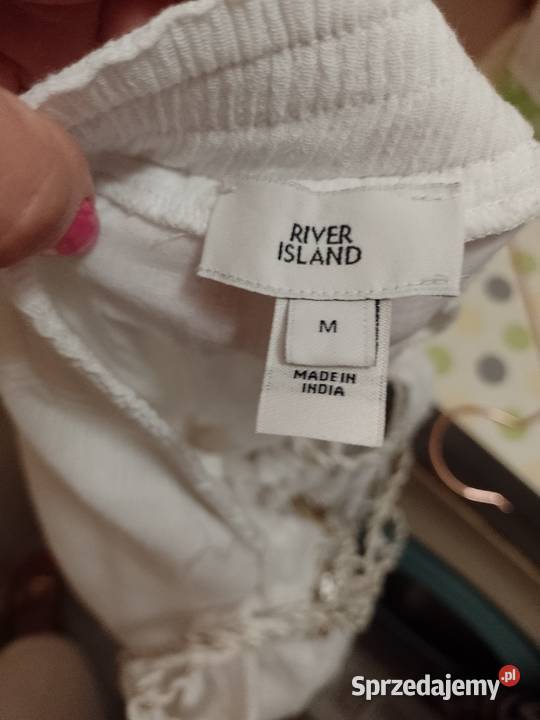 RIVER
ISLAND
M
MADE IN
INDIA
Sprzedajemy.pl